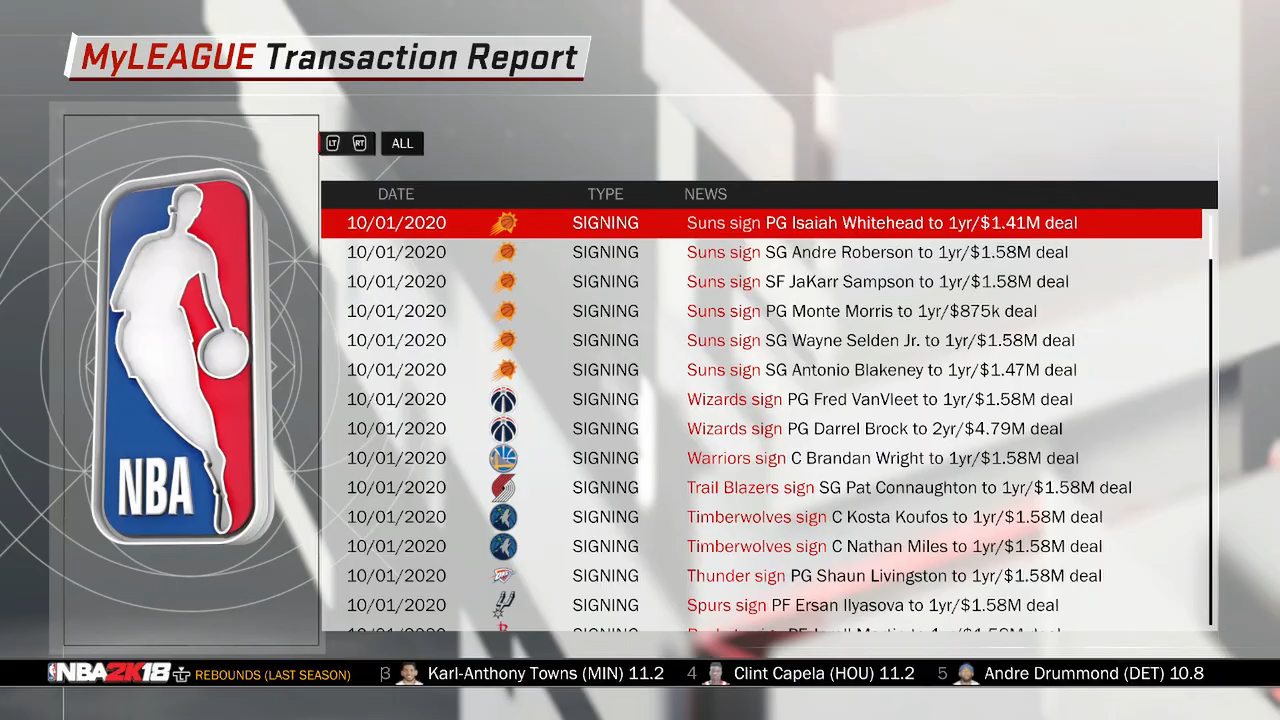 MyLEAGUE Transaction Report
LT RT ALL
DATE TYPE NEWS
10/01/2020 SIGNING Suns sign PG Isaiah Whitehead to 1yr/$1.41M deal
10/01/2020 SIGNING Suns sign SG Andre Roberson to 1yr/$1.58M deal
10/01/2020 SIGNING Suns sign SF JaKarr Sampson to 1yr/$1.58M deal
10/01/2020 SIGNING Suns sign PG Monte Morris to 1yr/$875k deal
10/01/2020 SIGNING Suns sign SG Wayne Selden Jr. to 1yr/$1.58M deal
10/01/2020 SIGNING Suns sign SG Antonio Blakeney to 1yr/$1.47M deal
10/01/2020 SIGNING Wizards sign PG Fred VanVleet to 1yr/$1.58M deal
10/01/2020 SIGNING Wizards sign PG Darrel Brock to 2yr/$4.79M deal
10/01/2020 SIGNING Warriors sign C Brandan Wright to 1yr/$1.58M deal
10/01/2020 SIGNING Trail Blazers sign SG Pat Connaughton to 1yr/$1.58M deal
10/01/2020 SIGNING Timberwolves sign C Kosta Koufos to 1yr/$1.58M deal
10/01/2020 SIGNING Timberwolves sign C Nathan Miles to 1yr/$1.58M deal
10/01/2020 SIGNING Thunder sign PG Shaun Livingston to 1yr/$1.58M deal
10/01/2020 SIGNING Spurs sign PF Ersan Ilyasova to 1yr/$1.58M deal
NBA
NBA2K18 REBOUNDS (LAST SEASON) 3 Karl-Anthony Towns (MIN) 11.2 4 Clint Capela (HOU) 11.2 5 Andre Drummond (DET) 10.8